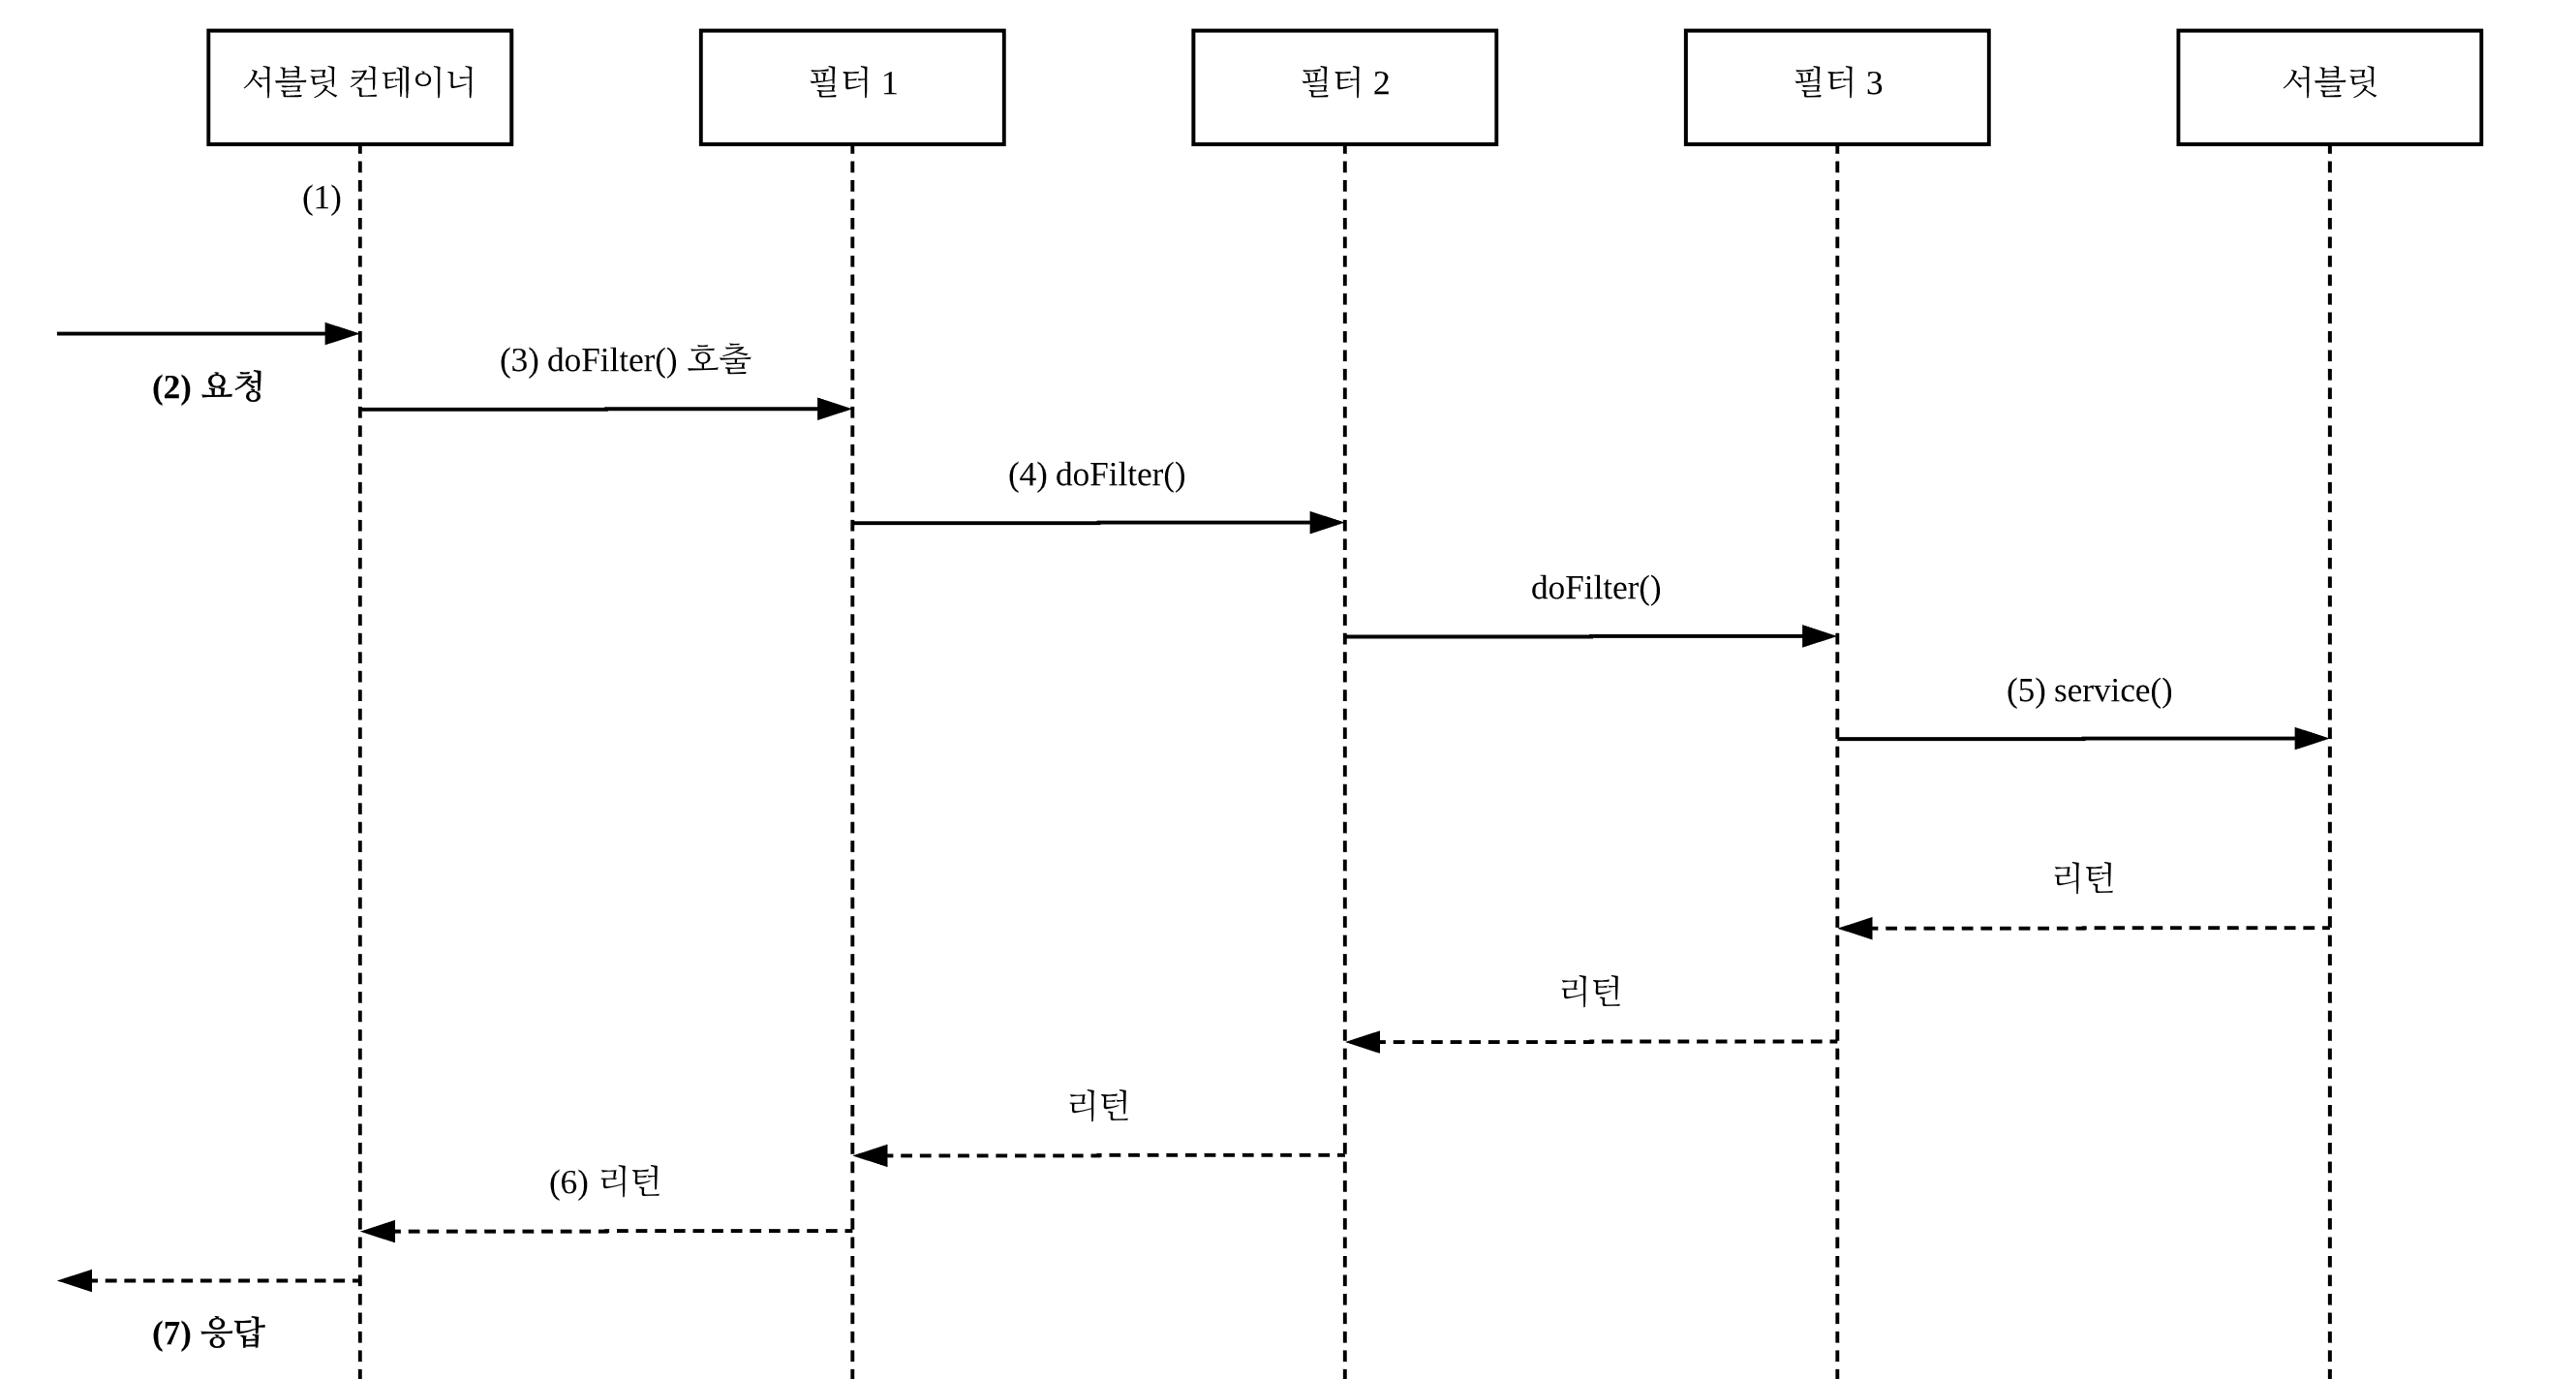 서블릿 컨테이너
필터 1
필터 2
필터 3
서블릿
(1)
(2) 요청
(3) doFilter() 호출
(4) doFilter()
doFilter()
(5) service()
리턴
리턴
리턴
(6) 리턴
(7) 응답